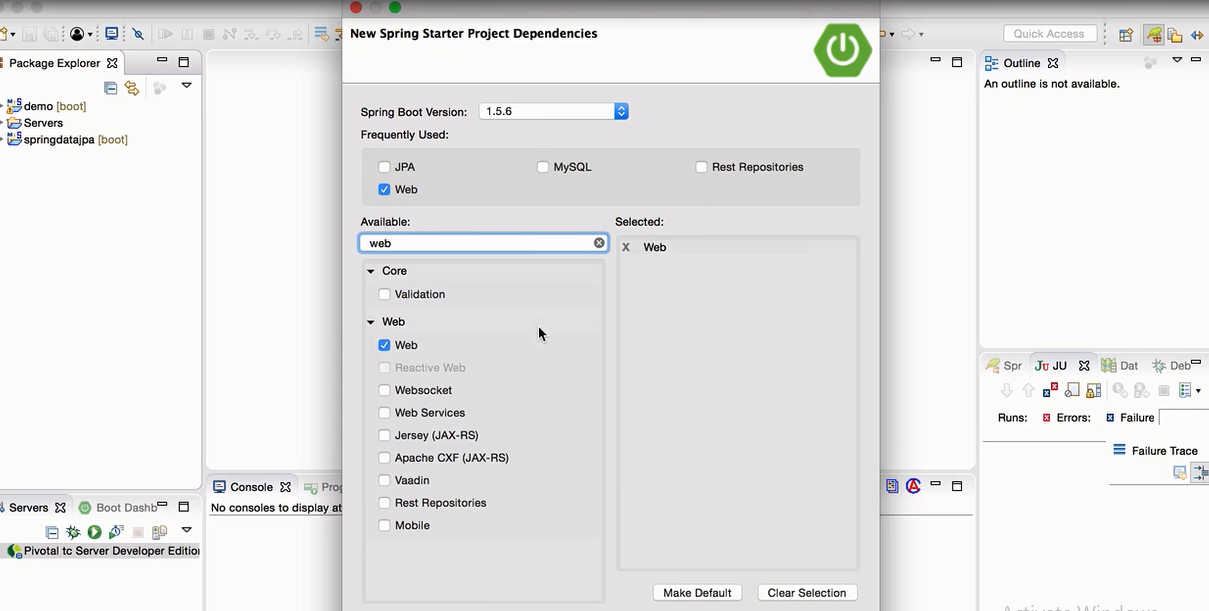 New Spring Starter Project Dependencies
Quick Access
Package Explorer
Outline
An outline is not available.
demo [boot]
Servers
springdatajpa [boot]
Spring Boot Version: 1.5.6
Frequently Used:
JPA MySQL Rest Repositories
Web
Available: Selected:
web
X Web
Core
Validation
Web
Web
Reactive Web
Websocket
Web Services
Jersey (JAX-RS)
Apache CXF (JAX-RS)
Vaadin
Rest Repositories
Mobile
Make Default Clear Selection
Spr JU JU Dat Deb
Runs: Errors: Failure
Failure Trace
Console Prog
No consoles to display at
Servers Boot Dashb
Pivotal tc Server Developer Edition